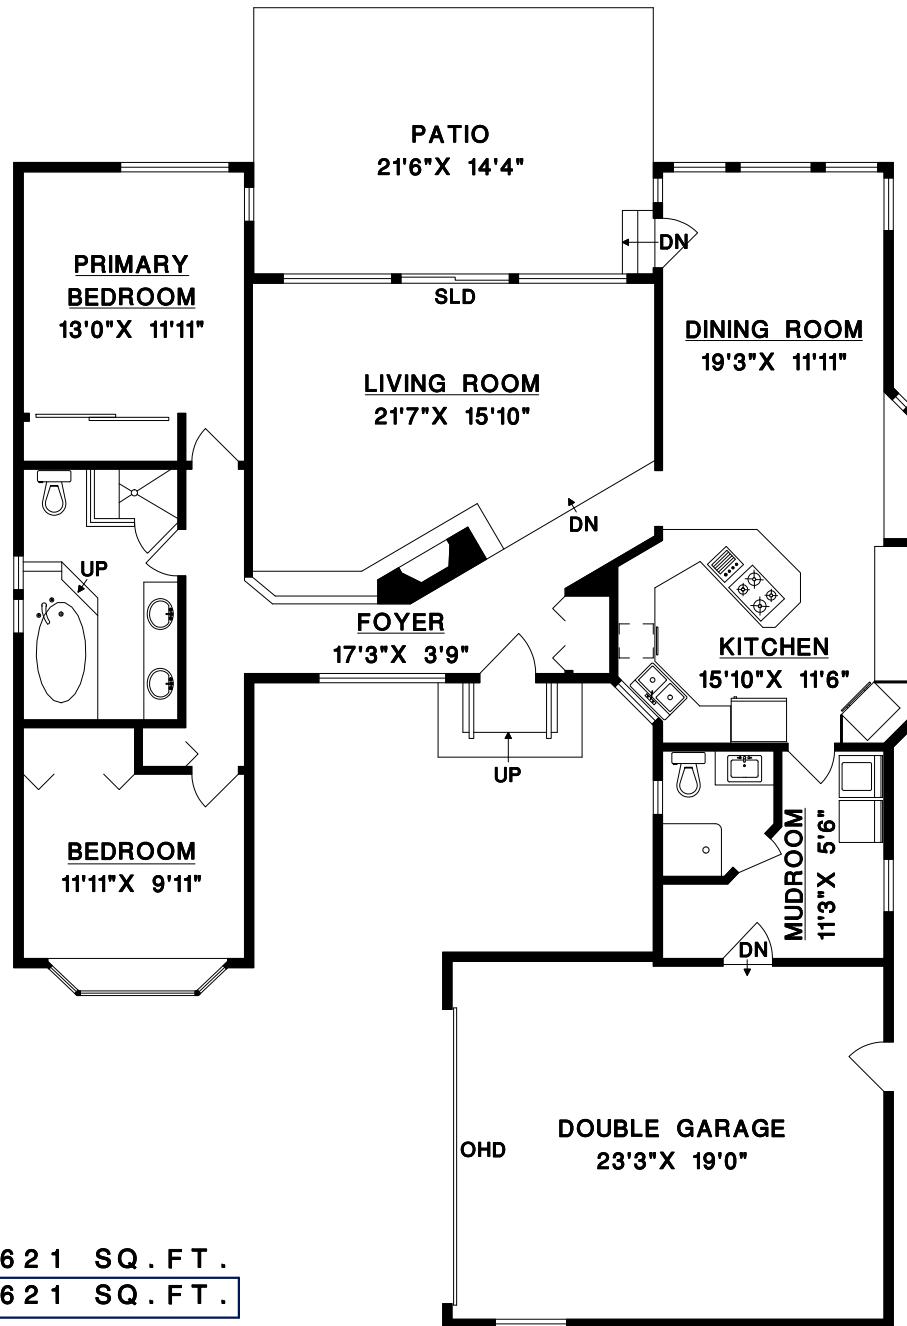 PATIO
21'6"X 14'4"
DN
PRIMARY
BEDROOM
13'0"X 11'11"
SLD
DINING ROOM
19'3"X 11'11"
LIVING ROOM
21'7"X 15'10"
DN
UP
FOYER
17'3"X 3'9"
KITCHEN
15'10"X 11'6"
UP
BEDROOM
11'11"X 9'11"
MUDROOM
11'3"X 5'6"
DN
DOUBLE GARAGE
23'3"X 19'0"
OHD
621 SQ.FT.
621 SQ.FT.